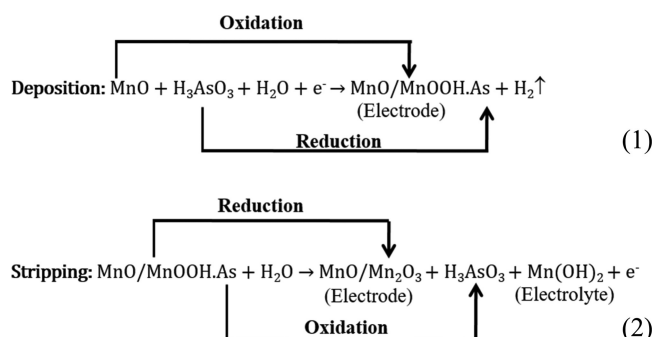 Oxidation
Deposition: MnO + H₃AsO₃ + H₂O + e⁻ → MnO/MnOOH.As + H₂↑
(Electrode)
Reduction
(1)
Reduction
Stripping: MnO/MnOOH.As + H₂O → MnO/Mn₂O₃ + H₃AsO₃ + Mn(OH)₂ + e⁻
(Electrode) (Electrolyte)
Oxidation
(2)